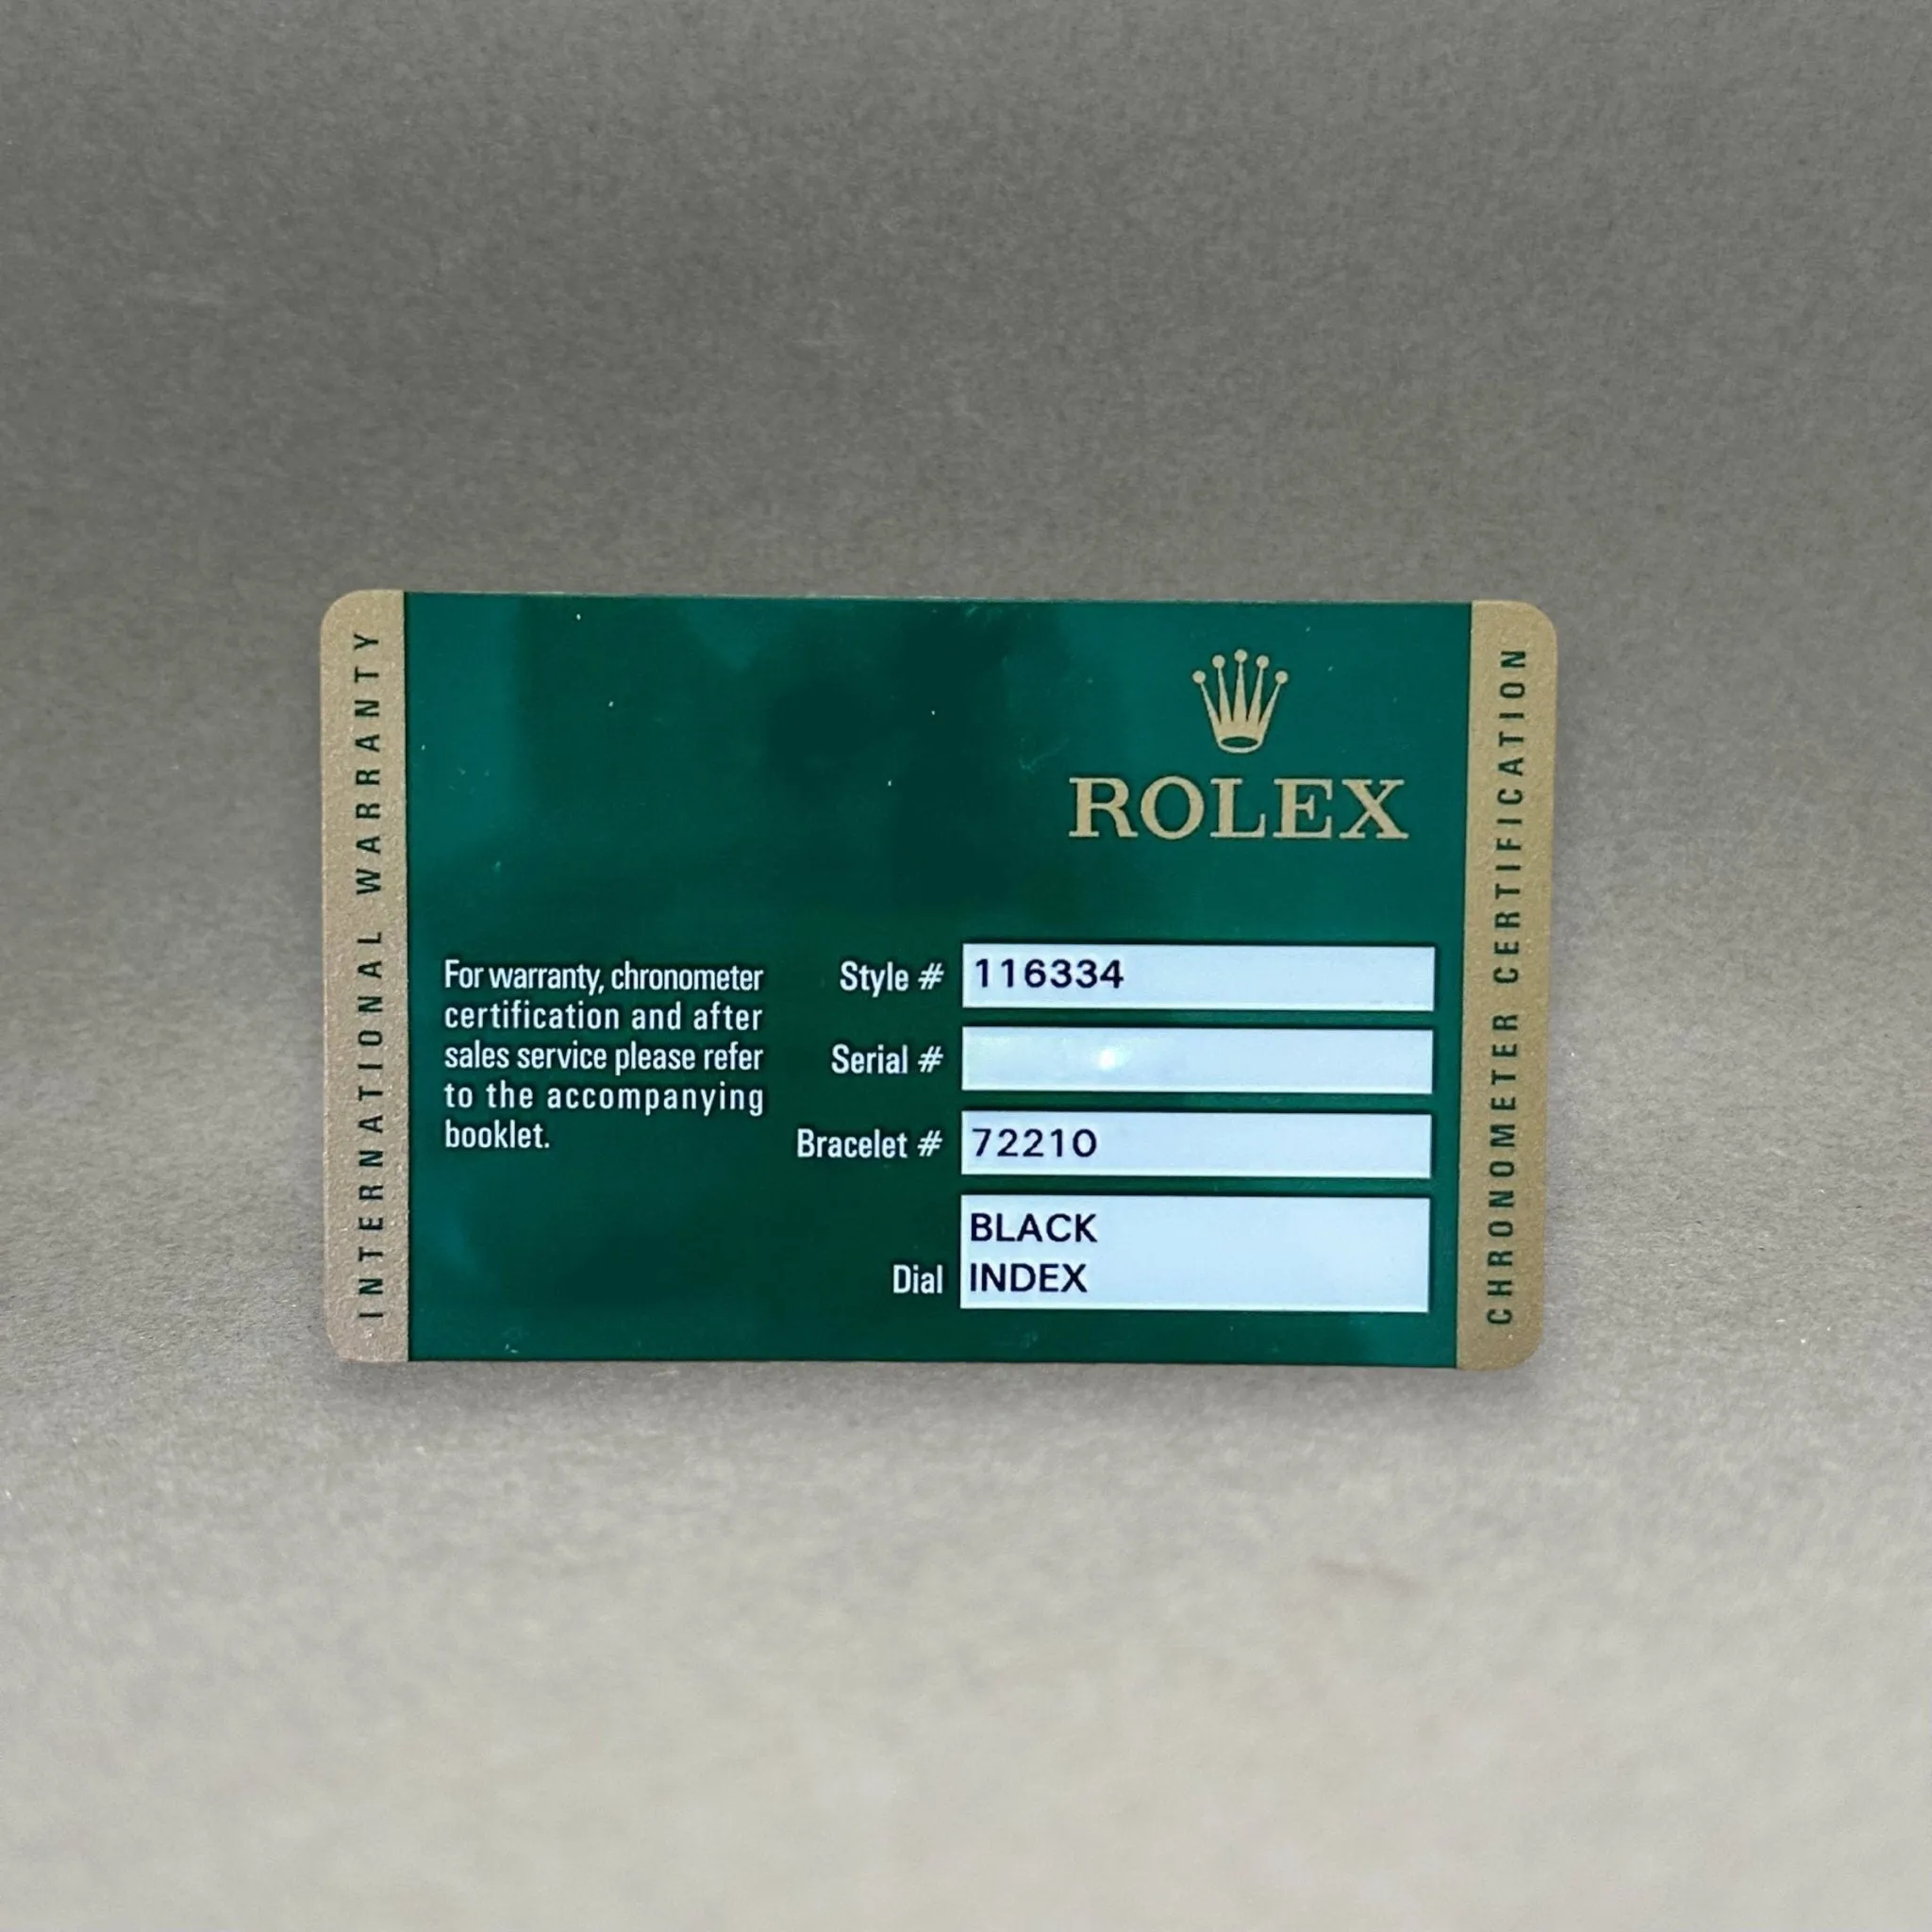 INTERNATIONAL WARRANTY
ROLEX
For warranty, chronometer
certification and after
sales service please refer
to the accompanying
booklet.
Style # 116334
Serial #
Bracelet # 72210
BLACK
Dial INDEX
CHRONOMETER CERTIFICATION